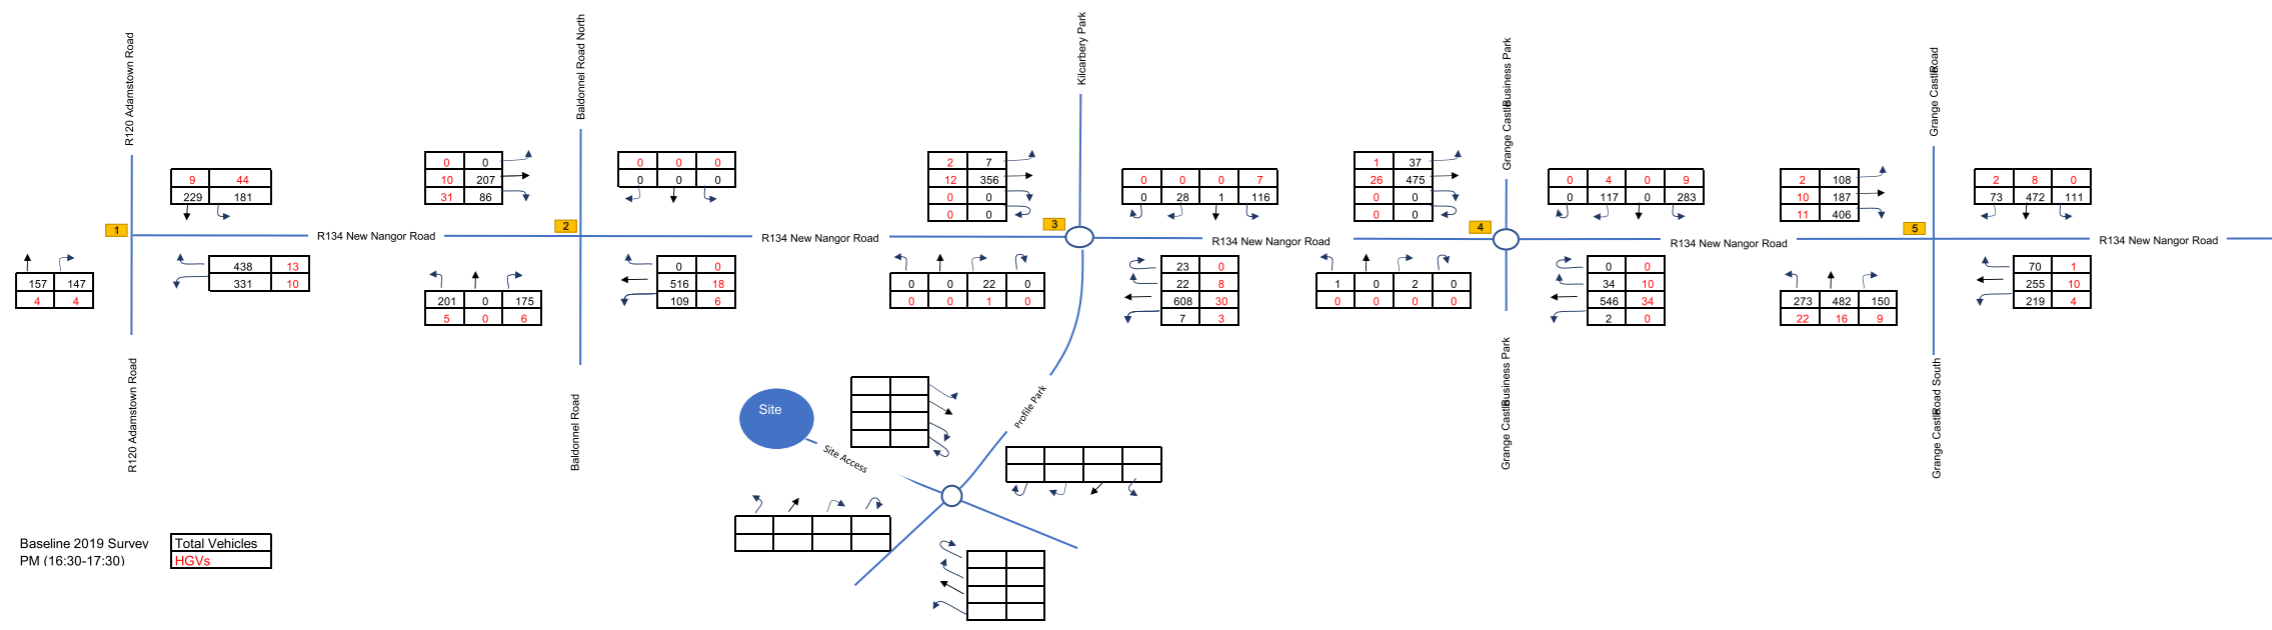 R120 Adamstown Road
Baldonnel Road North
Kilcarbery Park
Grange CastleBusiness Park
Grange CastleRoad
9 44
229 181
0 0
10 207
31 86
0 0 0
0 0 0
2 7
12 356
0 0
0 0
0 0 0 7
0 28 1 116
1 37
26 475
0 0
0 0
0 4 0 9
0 117 0 283
2 108
10 187
11 406
2 8 0
73 472 111
1
2
3
4
5
R134 New Nangor Road
R134 New Nangor Road
R134 New Nangor Road
R134 New Nangor Road
R134 New Nangor Road
157 147
4 4
438 13
331 10
201 0 175
5 0 6
0 0
516 18
109 6
0 0 22 0
0 0 1 0
23 0
22 8
608 30
7 3
1 0 2 0
0 0 0 0
0 0
34 10
546 34
2 0
273 482 150
22 16 9
70 1
255 10
219 4
R120 Adamstown Road
Baldonnel Road
Profile Park
Grange CastleBusiness Park
Grange CastleRoad South
Site
Site Access
Baseline 2019 Survey
PM (16:30-17:30)
Total Vehicles
HGVs